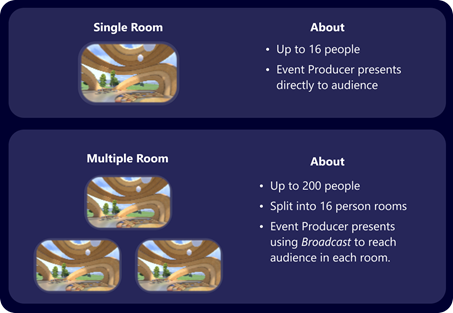 Single Room
About
• Up to 16 people
• Event Producer presents
directly to audience
Multiple Room
About
• Up to 200 people
• Split into 16 person rooms
• Event Producer presents
using Broadcast to reach
audience in each room.